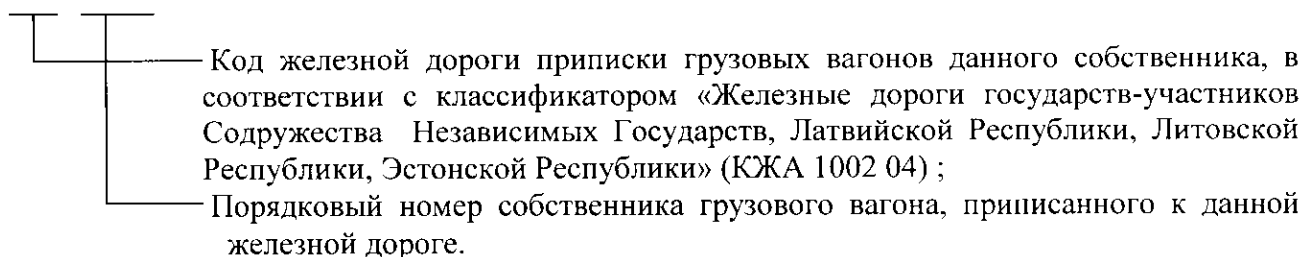 Код железной дороги приписки грузовых вагонов данного собственника, в
соответствии с классификатором «Железные дороги государств-участников
Содружества Независимых Государств, Латвийской Республики, Литовской
Республики, Эстонской Республики» (КЖА 1002 04) ;
Порядковый номер собственника грузового вагона, приписанного к данной
железной дороге.